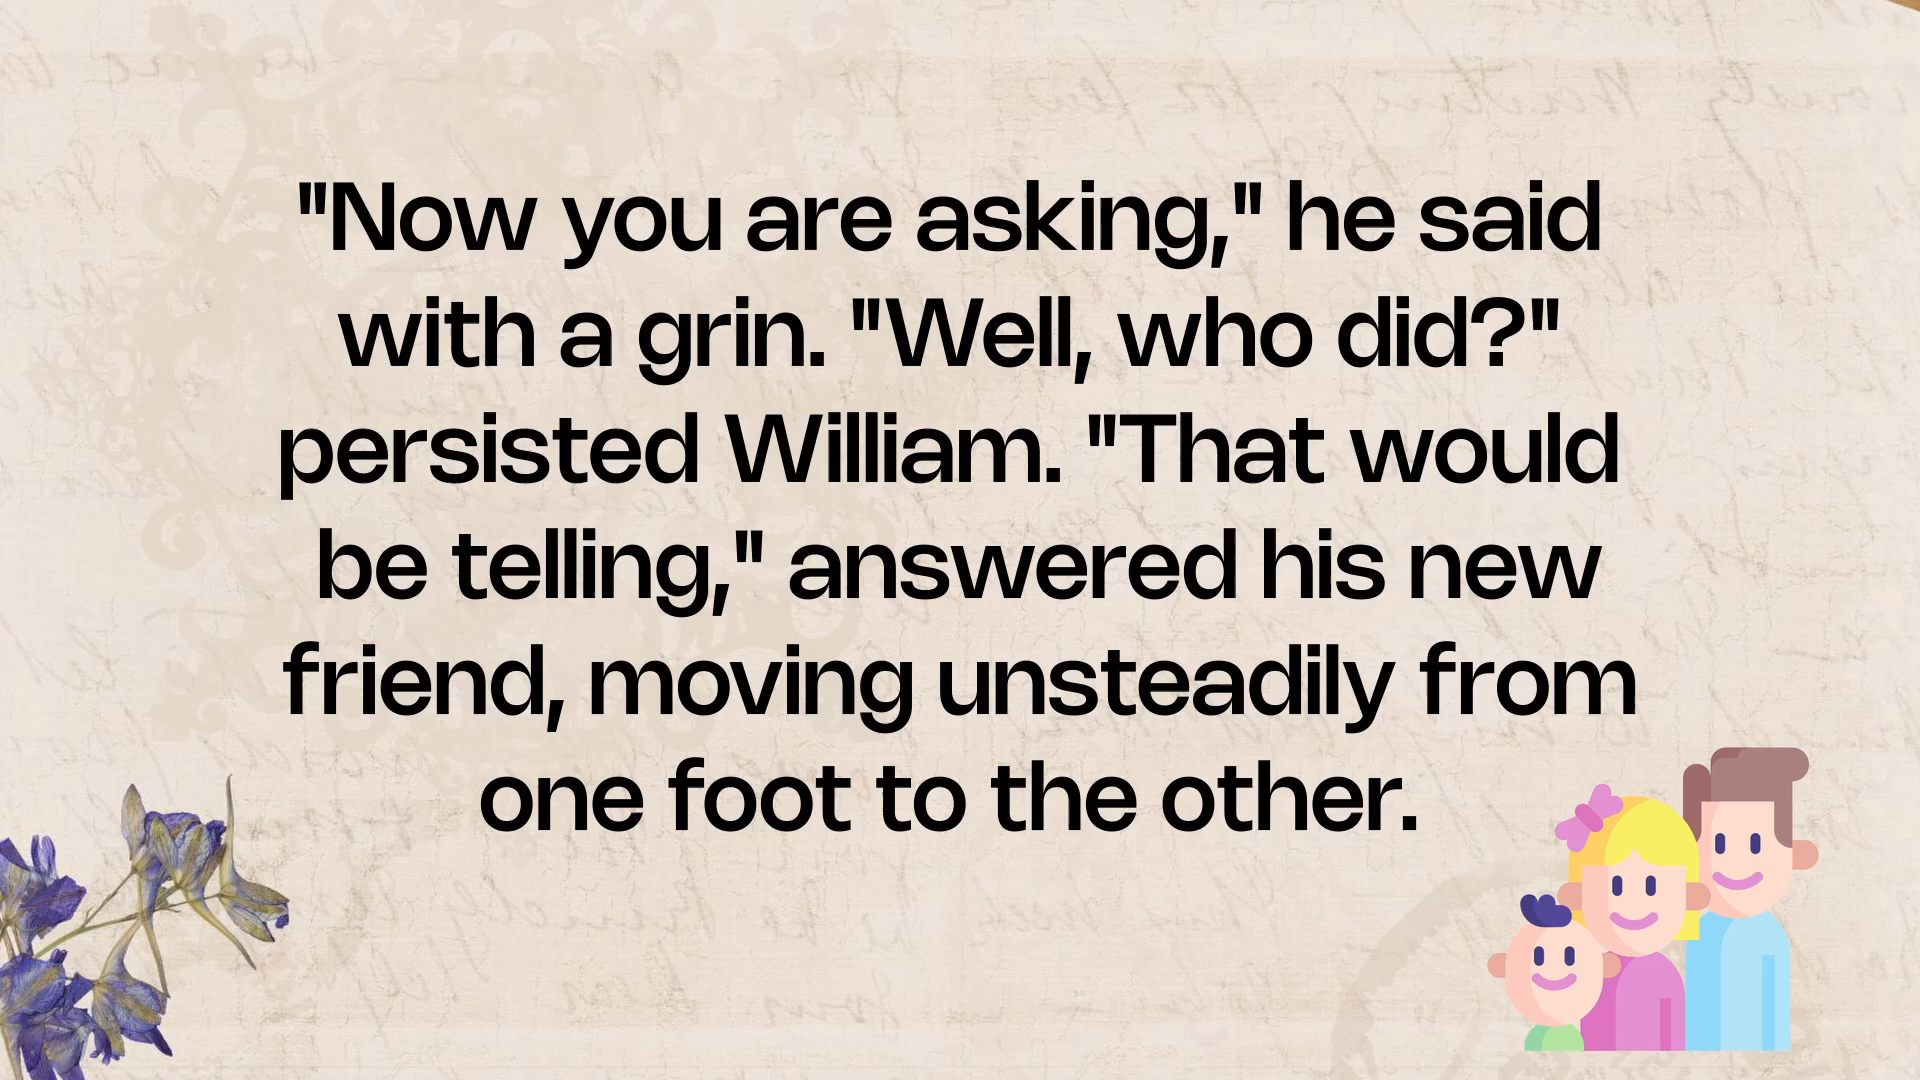 "Now you are asking," he said
with a grin. "Well, who did?"
persisted William. "That would
be telling," answered his new
friend, moving unsteadily from
one foot to the other.